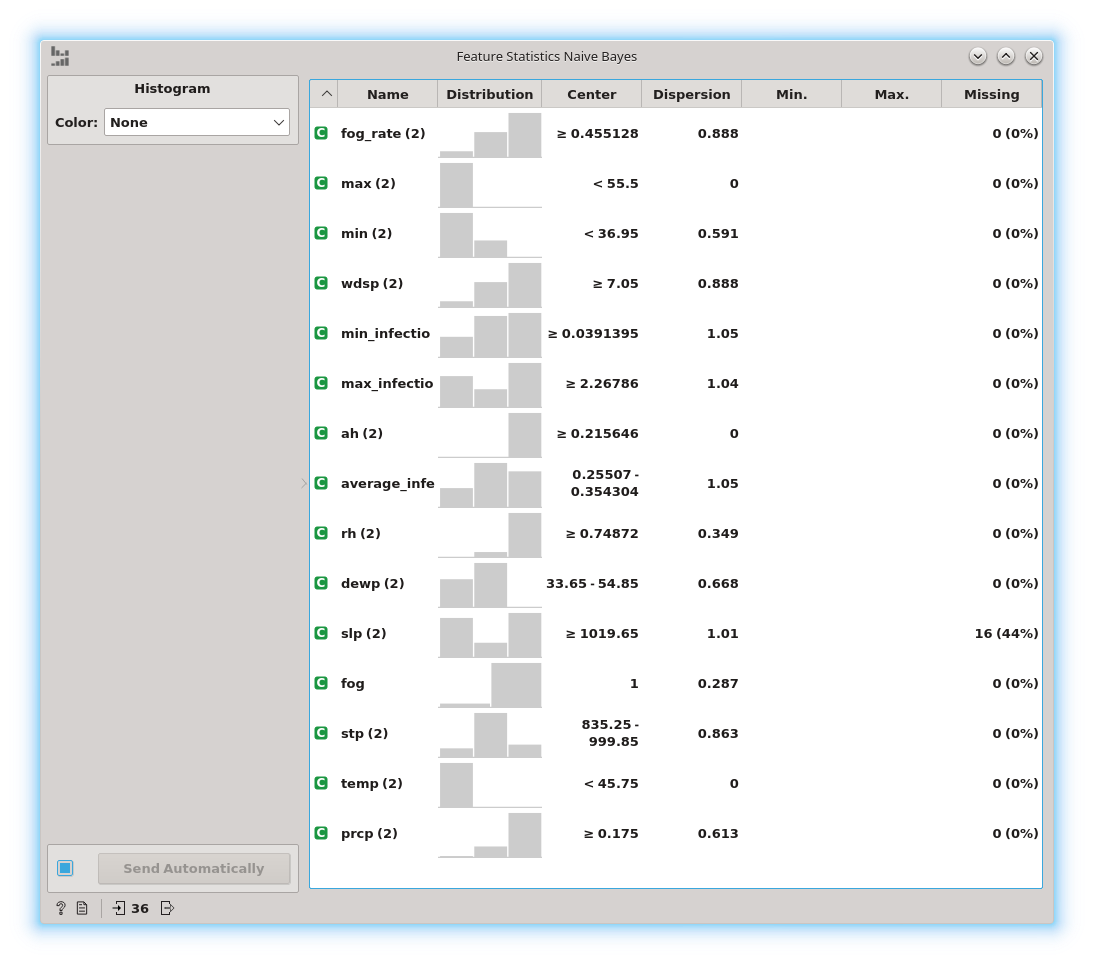 Feature Statistics Naive Bayes
Histogram
Color: None
Name Distribution Center Dispersion Min. Max. Missing
C fog_rate (2) ≥ 0.455128 0.888 0 (0%)
C max (2) < 55.5 0 0 (0%)
C min (2) < 36.95 0.591 0 (0%)
C wdsp (2) ≥ 7.05 0.888 0 (0%)
C min_infectio ≥ 0.0391395 1.05 0 (0%)
C max_infectio ≥ 2.26786 1.04 0 (0%)
C ah (2) ≥ 0.215646 0 0 (0%)
C average_infe 0.25507 - 
0.354304 1.05 0 (0%)
C rh (2) ≥ 0.74872 0.349 0 (0%)
C dewp (2) 33.65 - 54.85 0.668 0 (0%)
C slp (2) ≥ 1019.65 1.01 16 (44%)
C fog 1 0.287 0 (0%)
C stp (2) 835.25 - 
999.85 0.863 0 (0%)
C temp (2) < 45.75 0 0 (0%)
C prcp (2) ≥ 0.175 0.613 0 (0%)
Send Automatically
? 36